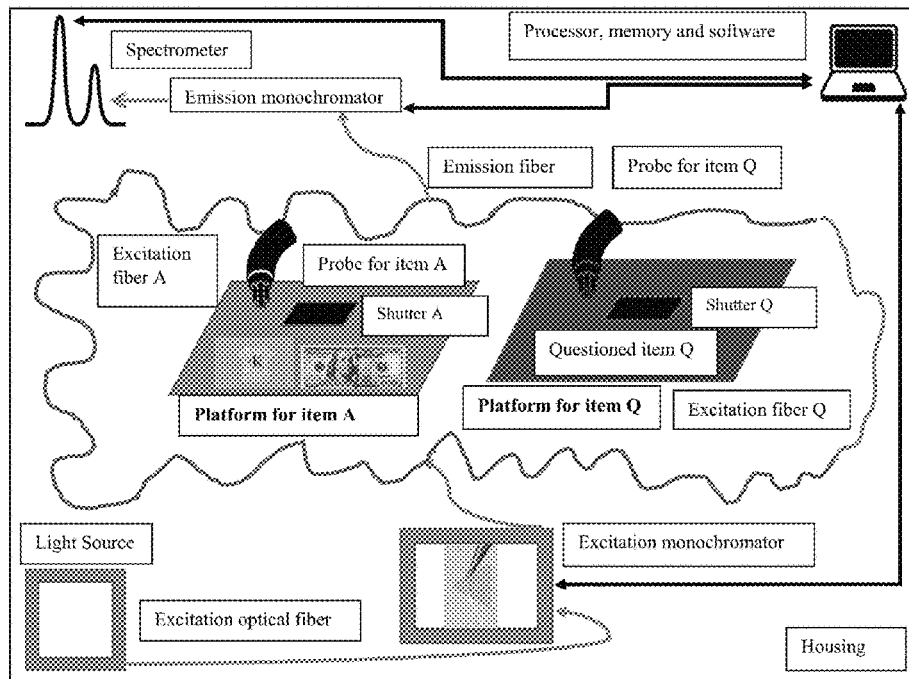 Processor, memory and software
Spectrometer
Emission monochromator
Emission fiber
Probe for item Q
Excitation
fiber A
Probe for item A
Shutter A
Shutter Q
Questioned item Q
Platform for item A
Platform for item Q
Excitation fiber Q
Light Source
Excitation monochromator
Excitation optical fiber
Housing